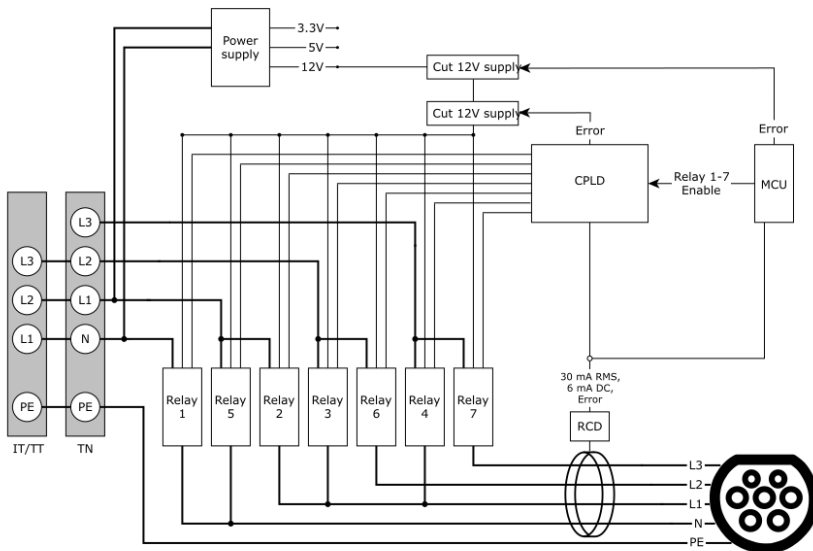 Power
supply
3.3V
5V
12V
Cut 12V supply
Cut 12V supply
Error
Error
CPLD
Relay 1-7
Enable
MCU
L3
L3
L2
L2
L1
L1
N
PE
PE
IT/TT
TN
Relay
1
Relay
5
Relay
2
Relay
3
Relay
6
Relay
4
Relay
7
30 mA RMS,
6 mA DC,
Error
RCD
L3
L2
L1
N
PE